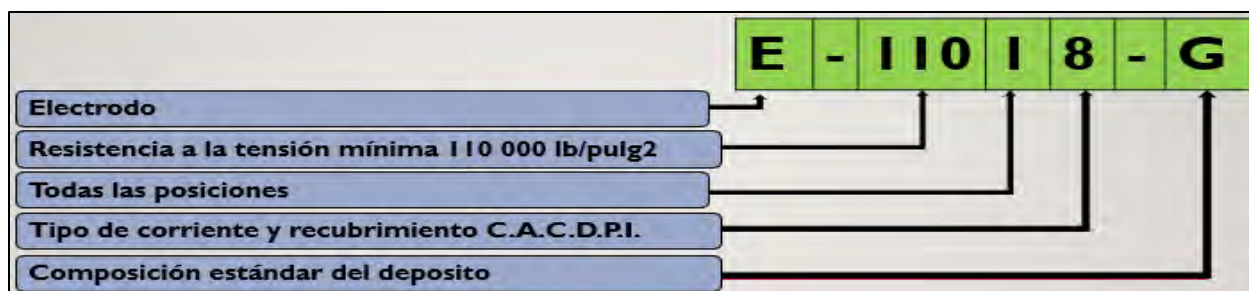 E - 110 1 8 - G
Electrodo
Resistencia a la tensión mínima 110 000 lb/pulg2
Todas las posiciones
Tipo de corriente y recubrimiento C.A.C.D.P.I.
Composición estándar del deposito